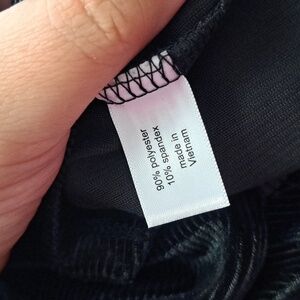 90% polyester
10% spandex
made in
Vietnam